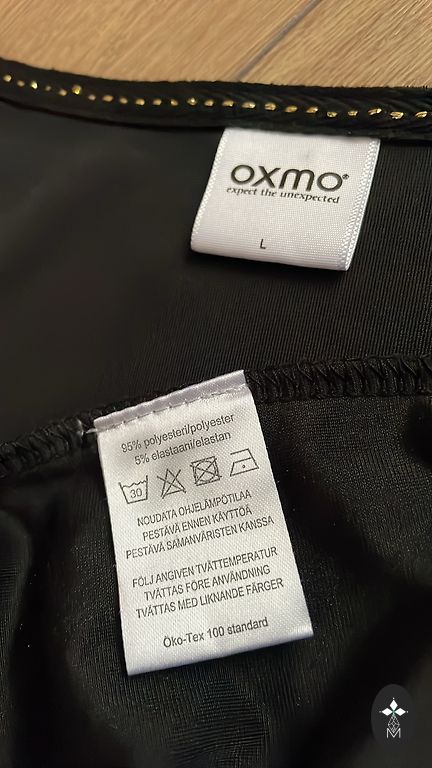 oxmo®
expect the unexpected
L
95% polyesteri/polyester
5% elastaani/elastan
30
NOUDATA OHJELÄMPÖTILAA
PESTÄVÄ ENNEN KÄYTTÖÄ
PESTÄVÄ SAMANVÄRISTEN KANSSA
FÖLJ ANGIVEN TVÄTTEMPERATUR
TVÄTTAS FÖRE ANVÄNDNING
TVÄTTAS MED LIKNANDE FÄRGER
Öko-Tex 100 standard
M